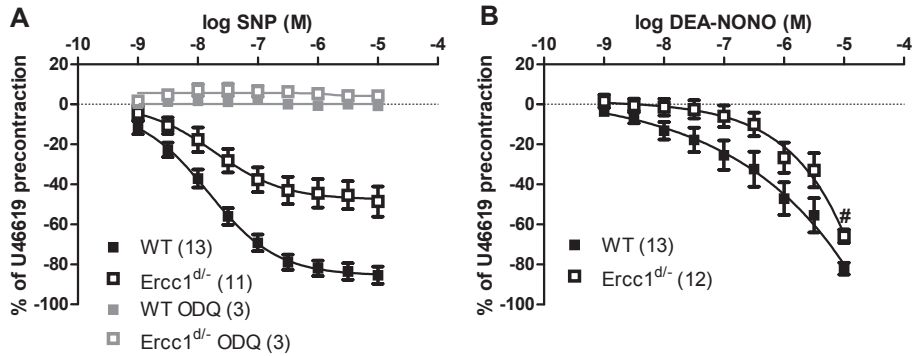 A
log SNP (M)
-10 -9 -8 -7 -6 -5 -4
20
0
-20
-40
-60
-80
-100
% of U46619 precontraction
WT (13)
Ercc1d/- (11)
WT ODQ (3)
Ercc1d/- ODQ (3)
B
log DEA-NONO (M)
-10 -9 -8 -7 -6 -5 -4
20
0
-20
-40
-60
-80
-100
% of U46619 precontraction
#
WT (13)
Ercc1d/- (12)